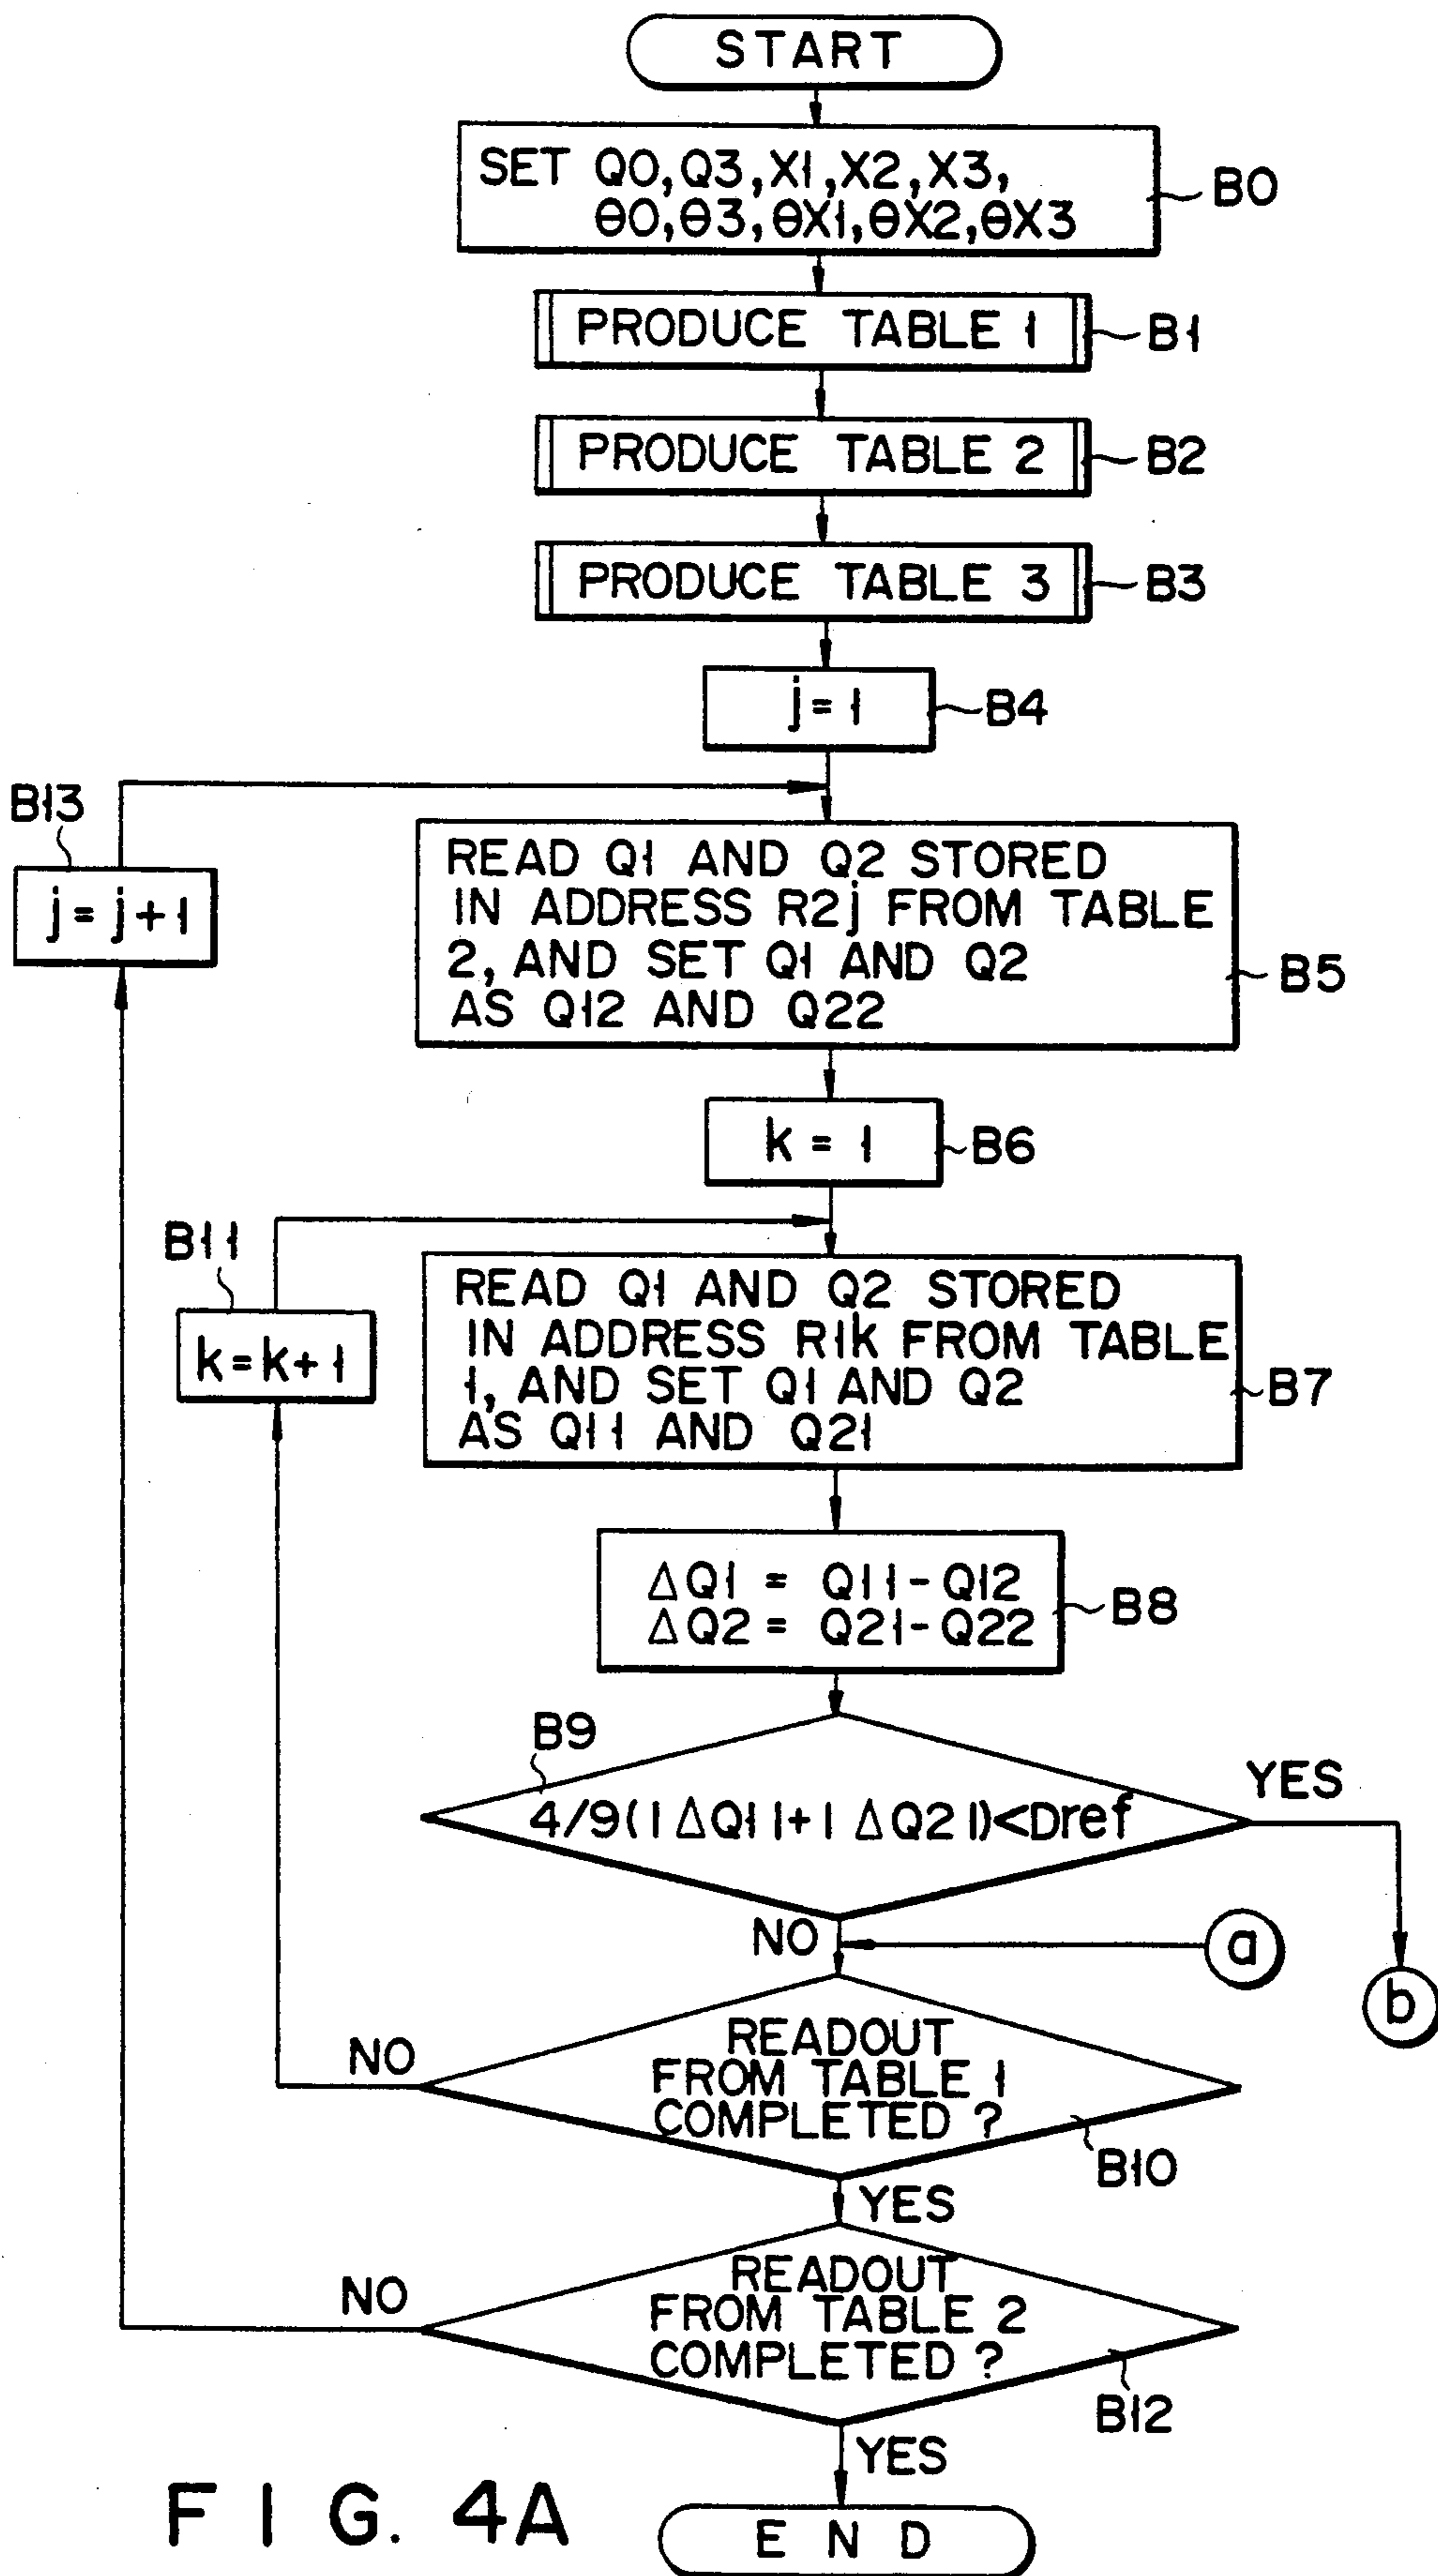 START
SET Q0,Q3,X1,X2,X3,
θ0,θ3,θX1,θX2,θX3
B0
PRODUCE TABLE 1
B1
PRODUCE TABLE 2
B2
PRODUCE TABLE 3
B3
j=1
B4
B13
j=j+1
READ Q1 AND Q2 STORED
IN ADDRESS R2j FROM TABLE
2, AND SET Q1 AND Q2
AS Q12 AND Q22
B5
k=1
B6
B11
k=k+1
READ Q1 AND Q2 STORED
IN ADDRESS R1k FROM TABLE
1, AND SET Q1 AND Q2
AS Q11 AND Q21
B7
ΔQ1 = Q11-Q12
ΔQ2 = Q21-Q22
B8
B9
4/9(|ΔQ1|+|ΔQ2|)<Dref
YES
NO
a
b
READOUT
FROM TABLE 1
COMPLETED ?
NO
B10
YES
READOUT
FROM TABLE 2
COMPLETED ?
NO
B12
YES
END
FIG. 4A